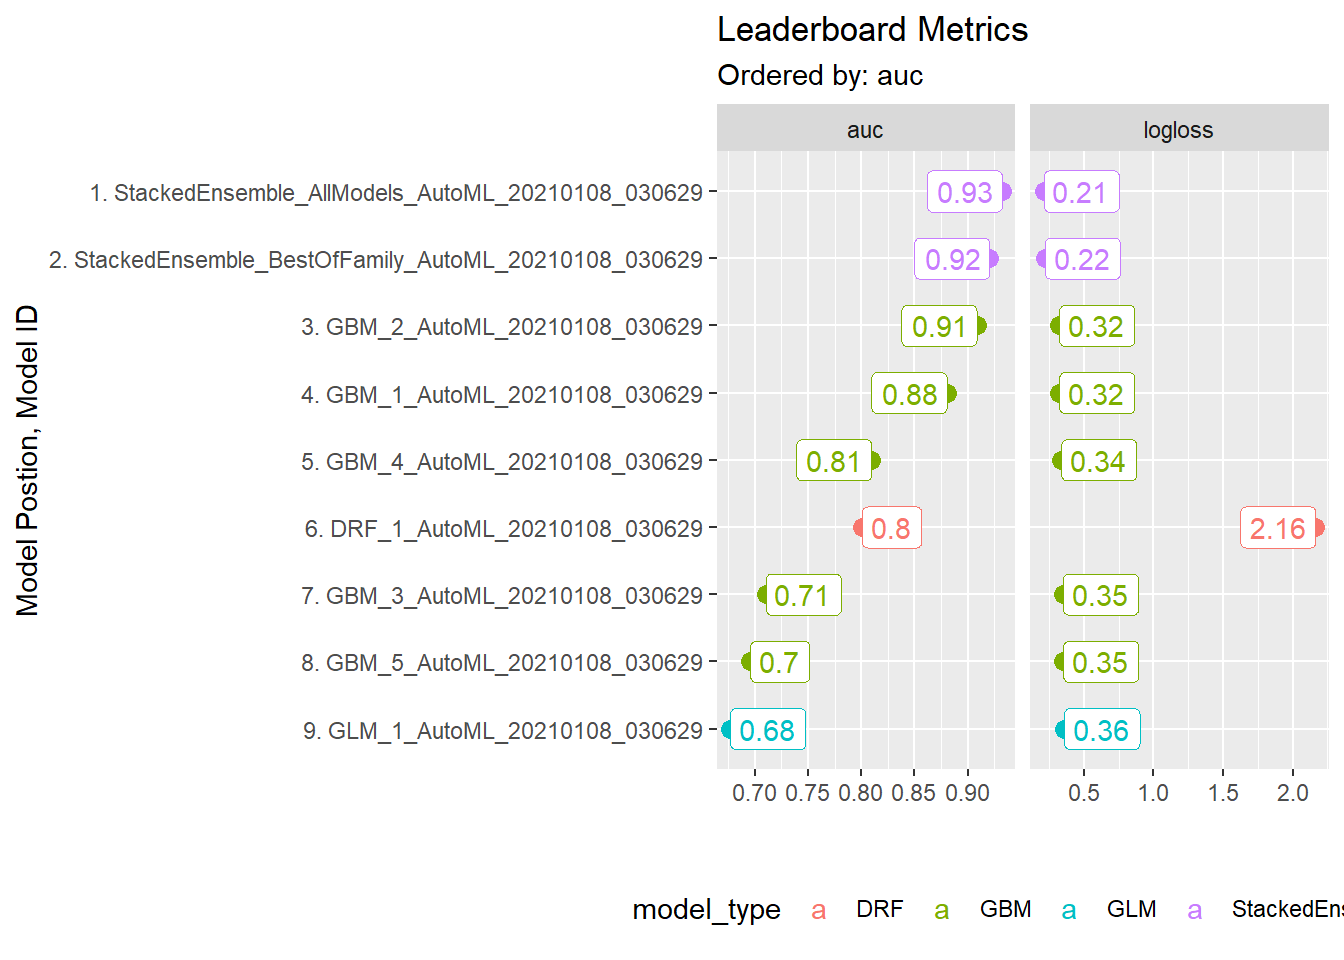 Leaderboard Metrics
Ordered by: auc
auc
logloss
Model Postion, Model ID
1. StackedEnsemble_AllModels_AutoML_20210108_030629
0.93
0.21
2. StackedEnsemble_BestOfFamily_AutoML_20210108_030629
0.92
0.22
3. GBM_2_AutoML_20210108_030629
0.91
0.32
4. GBM_1_AutoML_20210108_030629
0.88
0.32
5. GBM_4_AutoML_20210108_030629
0.81
0.34
6. DRF_1_AutoML_20210108_030629
0.8
2.16
7. GBM_3_AutoML_20210108_030629
0.71
0.35
8. GBM_5_AutoML_20210108_030629
0.7
0.35
9. GLM_1_AutoML_20210108_030629
0.68
0.36
0.70 0.75 0.80 0.85 0.90
0.5 1.0 1.5 2.0
model_type a DRF a GBM a GLM a StackedEns